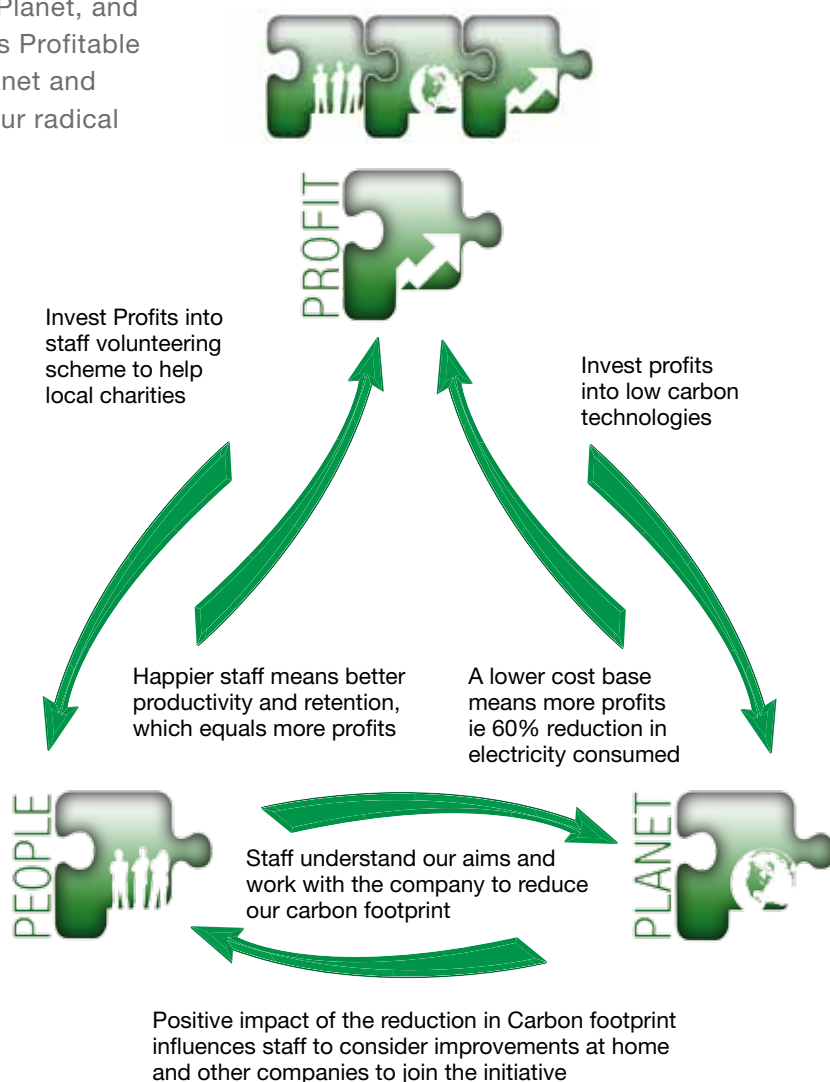 Planet, and
s Profitable
net and
ur radical
PROFIT
Invest Profits into
staff volunteering
scheme to help
local charities
Invest profits
into low carbon
technologies
Happier staff means better
productivity and retention,
which equals more profits
A lower cost base
means more profits
ie 60% reduction in
electricity consumed
PEOPLE
PLANET
Staff understand our aims and
work with the company to reduce
our carbon footprint
Positive impact of the reduction in Carbon footprint
influences staff to consider improvements at home
and other companies to join the initiative